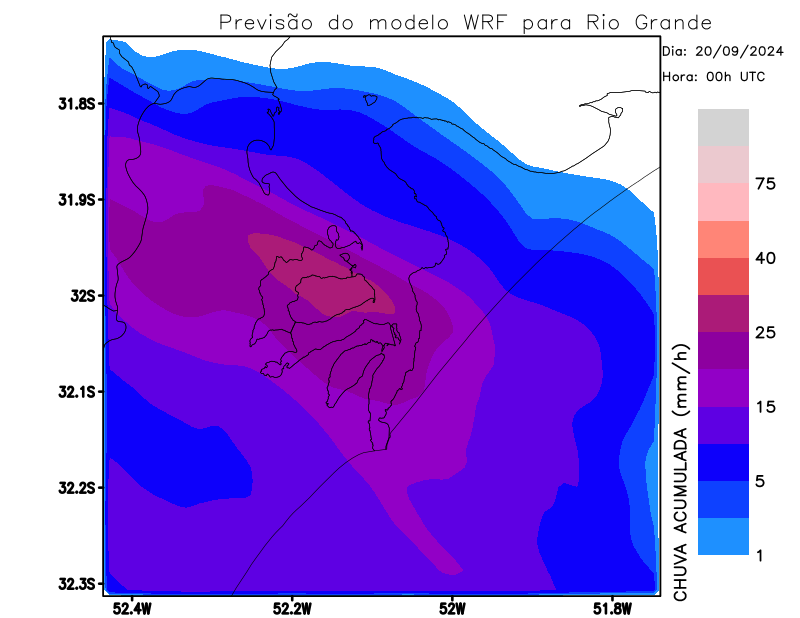 Previsão do modelo WRF para Rio Grande
Dia: 20/09/2024
Hora: 00h UTC
31.8S
31.9S
32S
32.1S
32.2S
32.3S
52.4W
52.2W
52W
51.8W
75
40
25
15
5
1
CHUVA ACUMULADA (mm/h)